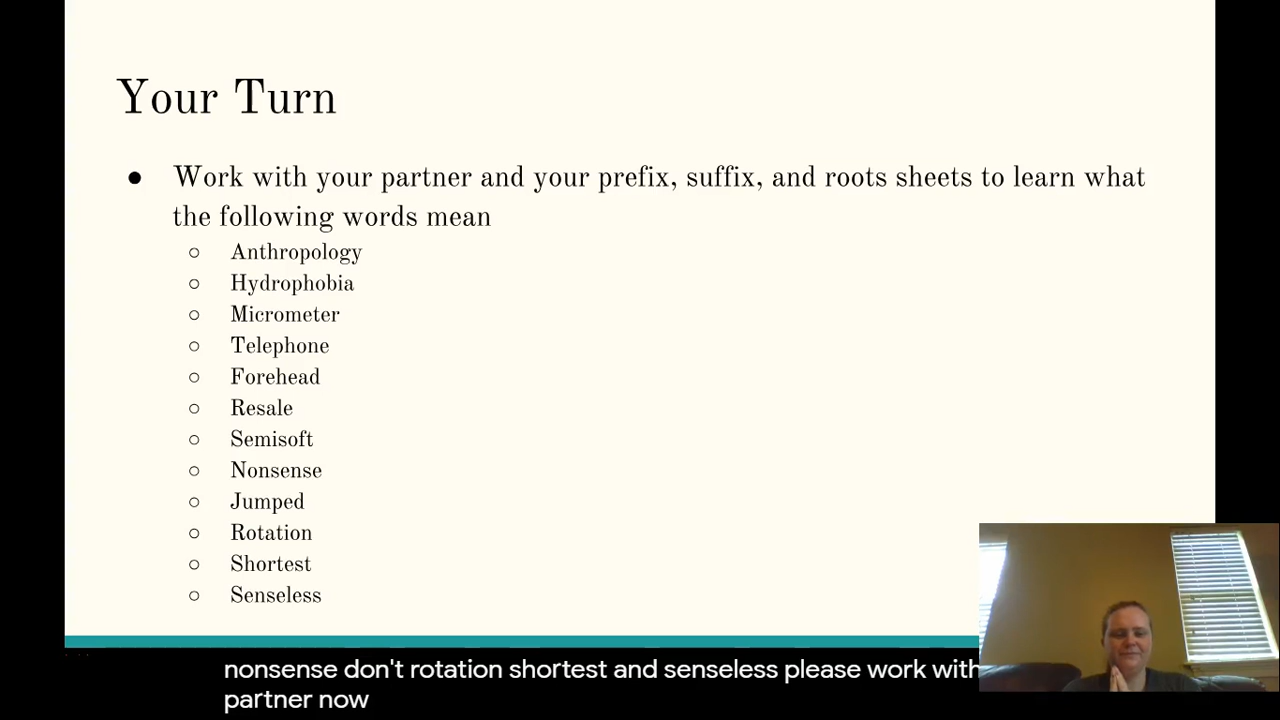 Your Turn
● Work with your partner and your prefix, suffix, and roots sheets to learn what
the following words mean
○ Anthropology
○ Hydrophobia
○ Micrometer
○ Telephone
○ Forehead
○ Resale
○ Semisoft
○ Nonsense
○ Jumped
○ Rotation
○ Shortest
○ Senseless
nonsense don't rotation shortest and senseless please work with
partner now